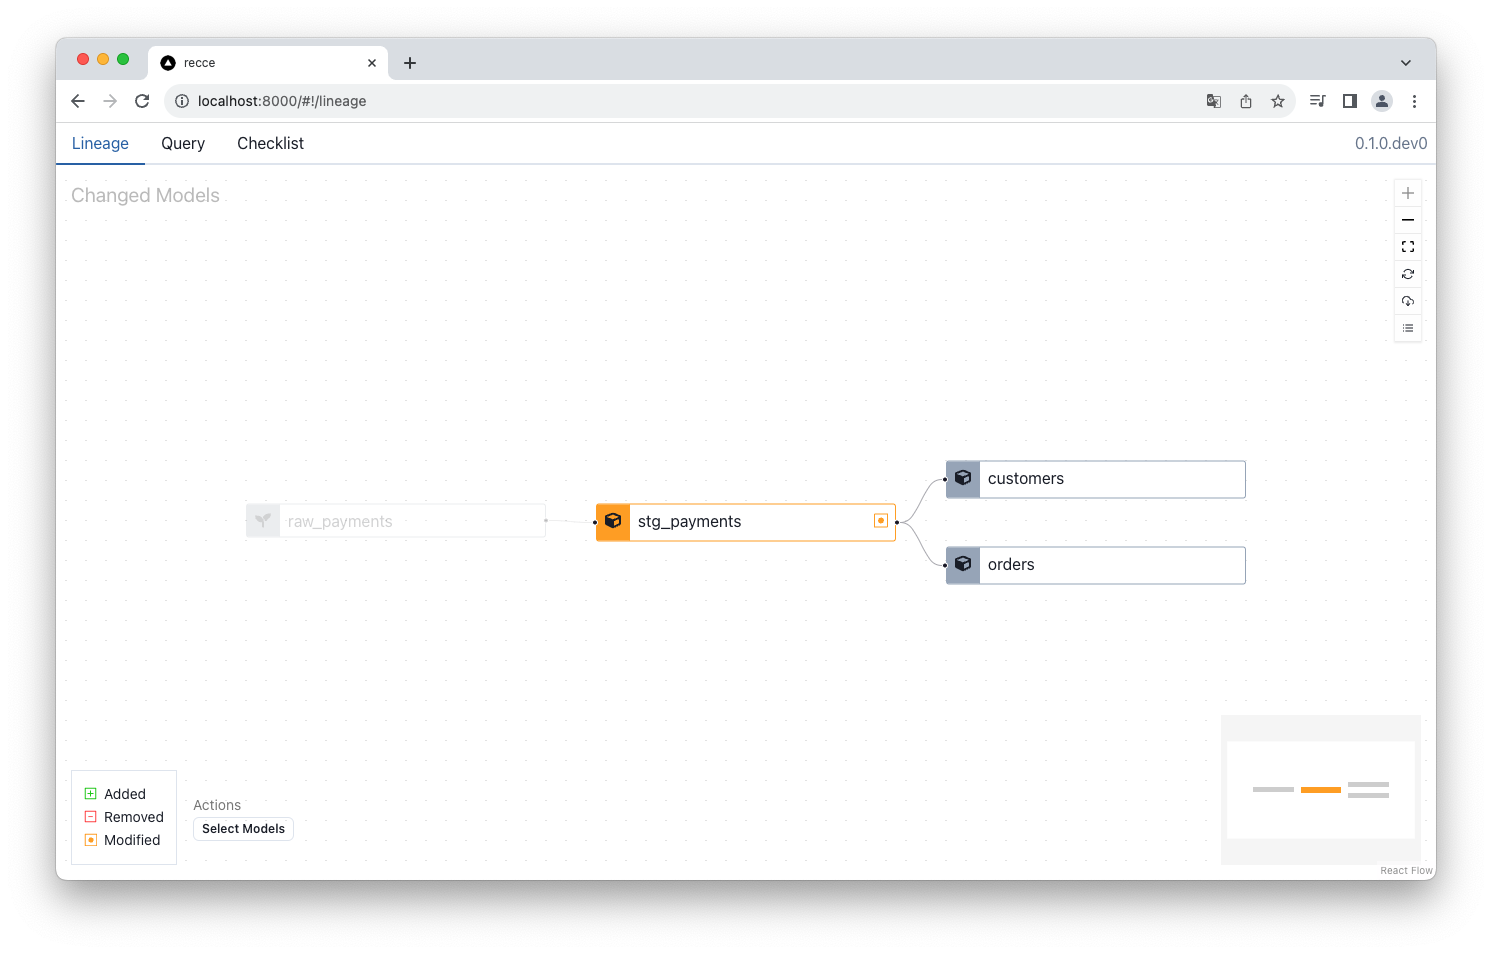 recce
localhost:8000/#!/lineage
Lineage Query Checklist 0.1.0.dev0
Changed Models
customers
raw_payments
stg_payments
orders
Added
Removed
Modified
Actions
Select Models
React Flow